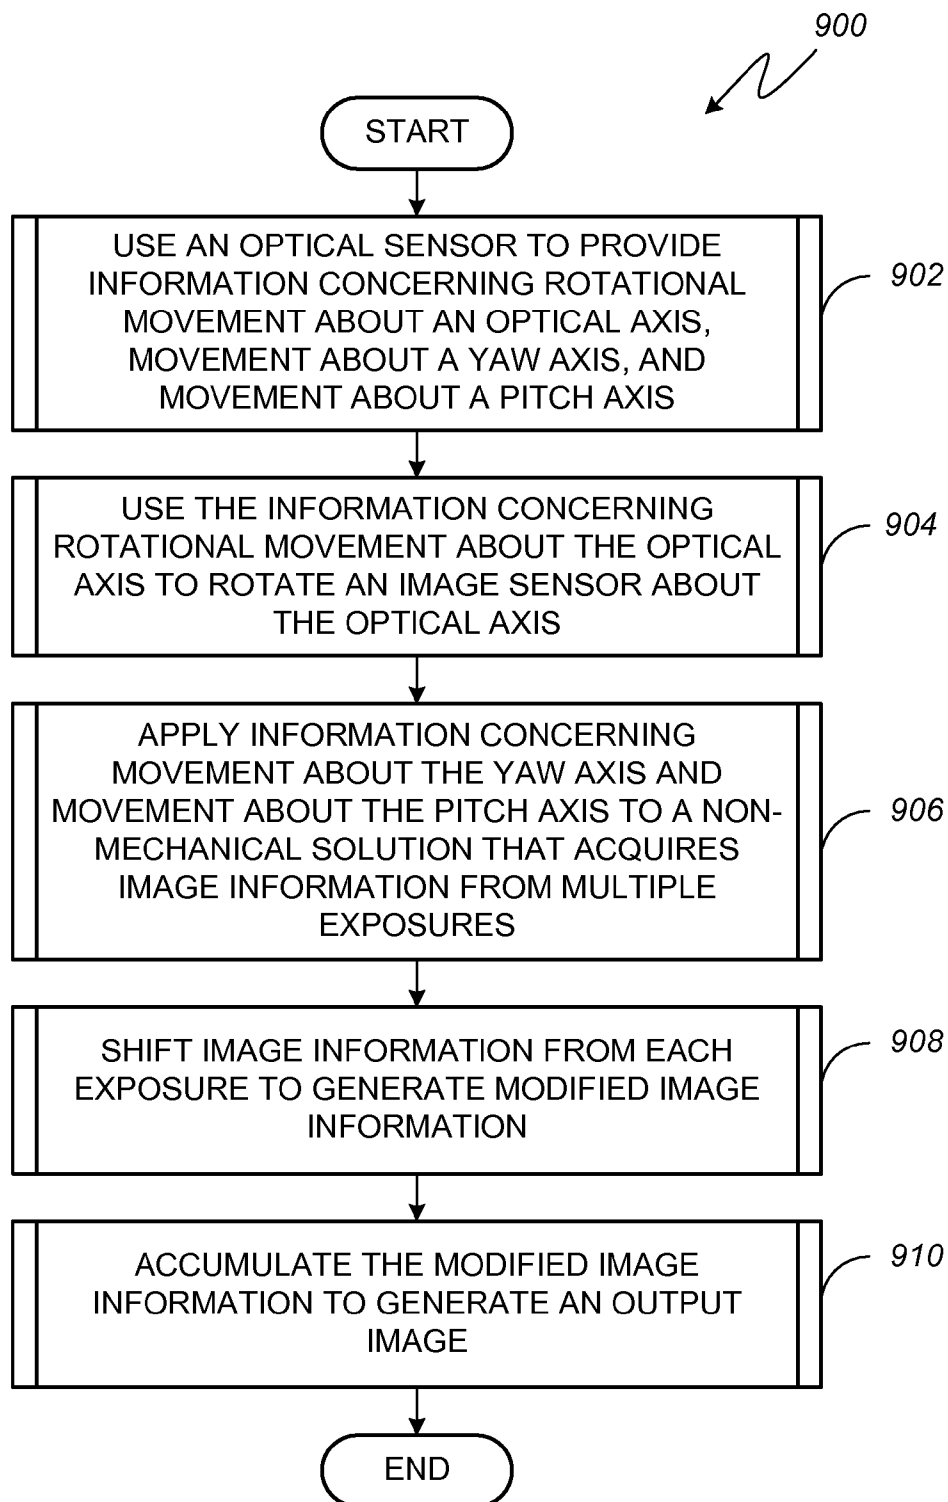 900
START
USE AN OPTICAL SENSOR TO PROVIDE
INFORMATION CONCERNING ROTATIONAL
MOVEMENT ABOUT AN OPTICAL AXIS,
MOVEMENT ABOUT A YAW AXIS, AND
MOVEMENT ABOUT A PITCH AXIS
902
USE THE INFORMATION CONCERNING
ROTATIONAL MOVEMENT ABOUT THE OPTICAL
AXIS TO ROTATE AN IMAGE SENSOR ABOUT
THE OPTICAL AXIS
904
APPLY INFORMATION CONCERNING
MOVEMENT ABOUT THE YAW AXIS AND
MOVEMENT ABOUT THE PITCH AXIS TO A NON-
MECHANICAL SOLUTION THAT ACQUIRES
IMAGE INFORMATION FROM MULTIPLE
EXPOSURES
906
SHIFT IMAGE INFORMATION FROM EACH
EXPOSURE TO GENERATE MODIFIED IMAGE
INFORMATION
908
ACCUMULATE THE MODIFIED IMAGE
INFORMATION TO GENERATE AN OUTPUT
IMAGE
910
END